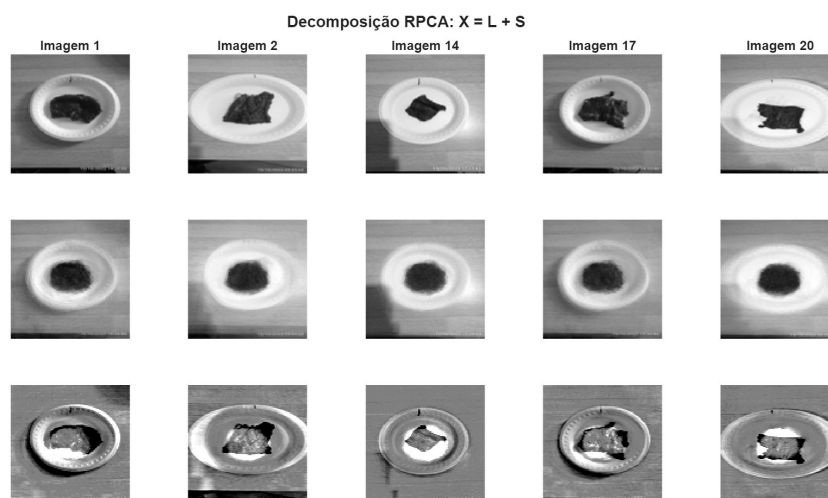 Decomposição RPCA: X = L + S
Imagem 1
Imagem 2
Imagem 14
Imagem 17
Imagem 20